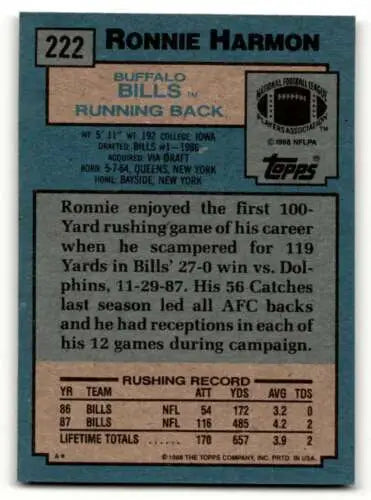 222 RONNIE HARMON
BUFFALO
BILLS TM
RUNNING BACK
HT 5' 11" WT 192 COLLEGE: IOWA
DRAFTED: BILLS #1-1986
ACQUIRED: VIA DRAFT
BORN: 5-7-64, QUEENS, NEW YORK
HOME: BAYSIDE, NEW YORK
NATIONAL FOOTBALL LEAGUE
PLAYERS ASSOCIATION
© 1988 NFLPA
Topps
Ronnie enjoyed the first 100-
Yard rushing game of his career
when he scampered for 119
Yards in Bills' 27-0 win vs. Dol-
phins, 11-29-87. His 56 Catches
last season led all AFC backs
and he had receptions in each of
his 12 games during campaign.
RUSHING RECORD
YR TEAM ATT YDS AVG TDS
86 BILLS NFL 54 172 3.2 0
87 BILLS NFL 116 485 4.2 2
LIFETIME TOTALS ..... 170 657 3.9 2
A* © 1988 THE TOPPS COMPANY, INC. PRTD. IN U.S.A.